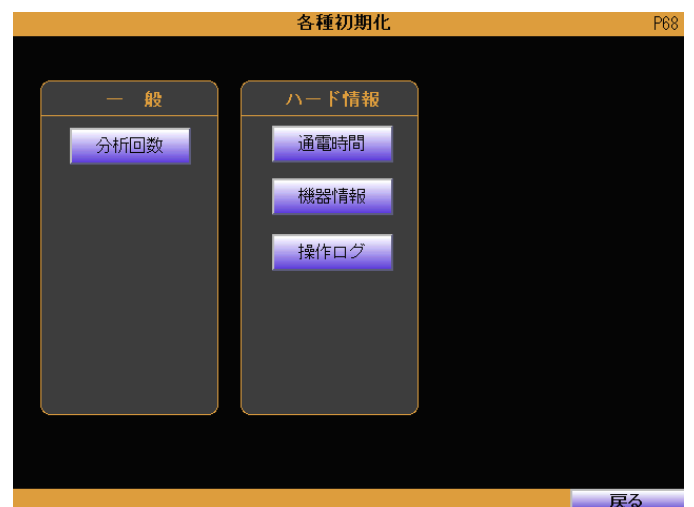 各種初期化 P68
一 般
分析回数
ハード情報
通電時間
機器情報
操作ログ
戻る